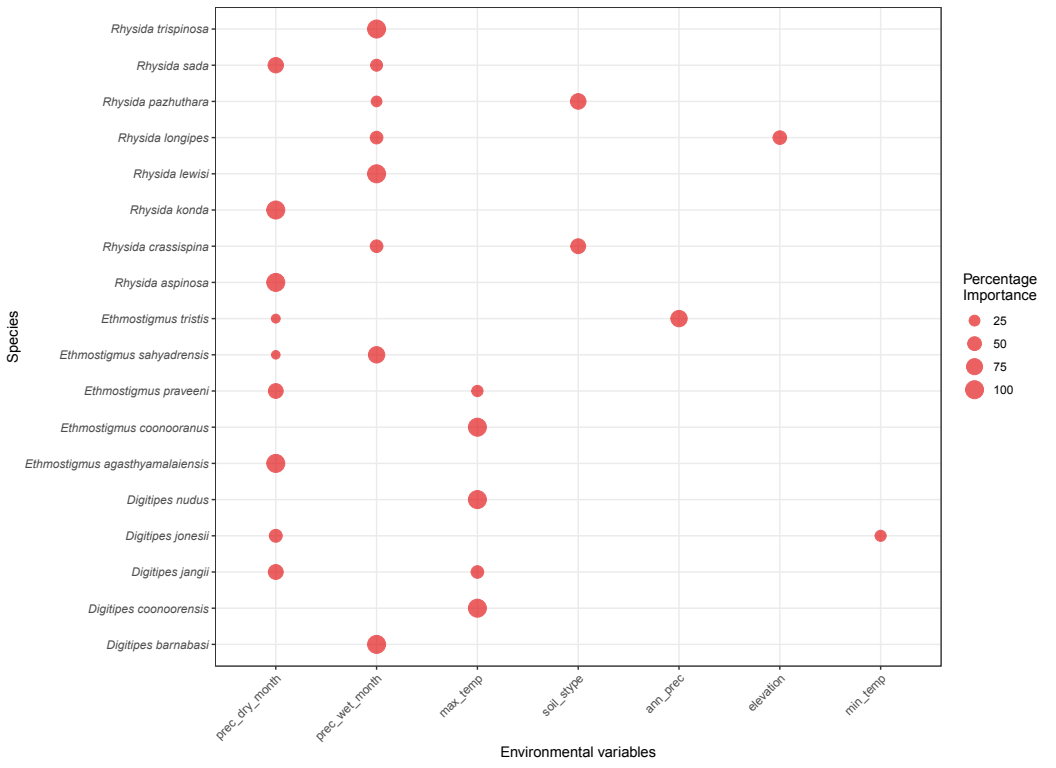 Rhysida trispinosa
Rhysida sada
Rhysida pazhuthara
Rhysida longipes
Rhysida lewisi
Rhysida konda
Rhysida crassispina
Rhysida aspinosa
Ethmostigmus tristis
Ethmostigmus sahyadrensis
Ethmostigmus praveeni
Ethmostigmus coonooranus
Ethmostigmus agasthyamalaiensis
Digitipes nudus
Digitipes jonesii
Digitipes jangii
Digitipes coonoorensis
Digitipes barnabasi
Species
prec_dry_month
prec_wet_month
max_temp
soil_stype
ann_prec
elevation
min_temp
Environmental variables
Percentage
Importance
25
50
75
100